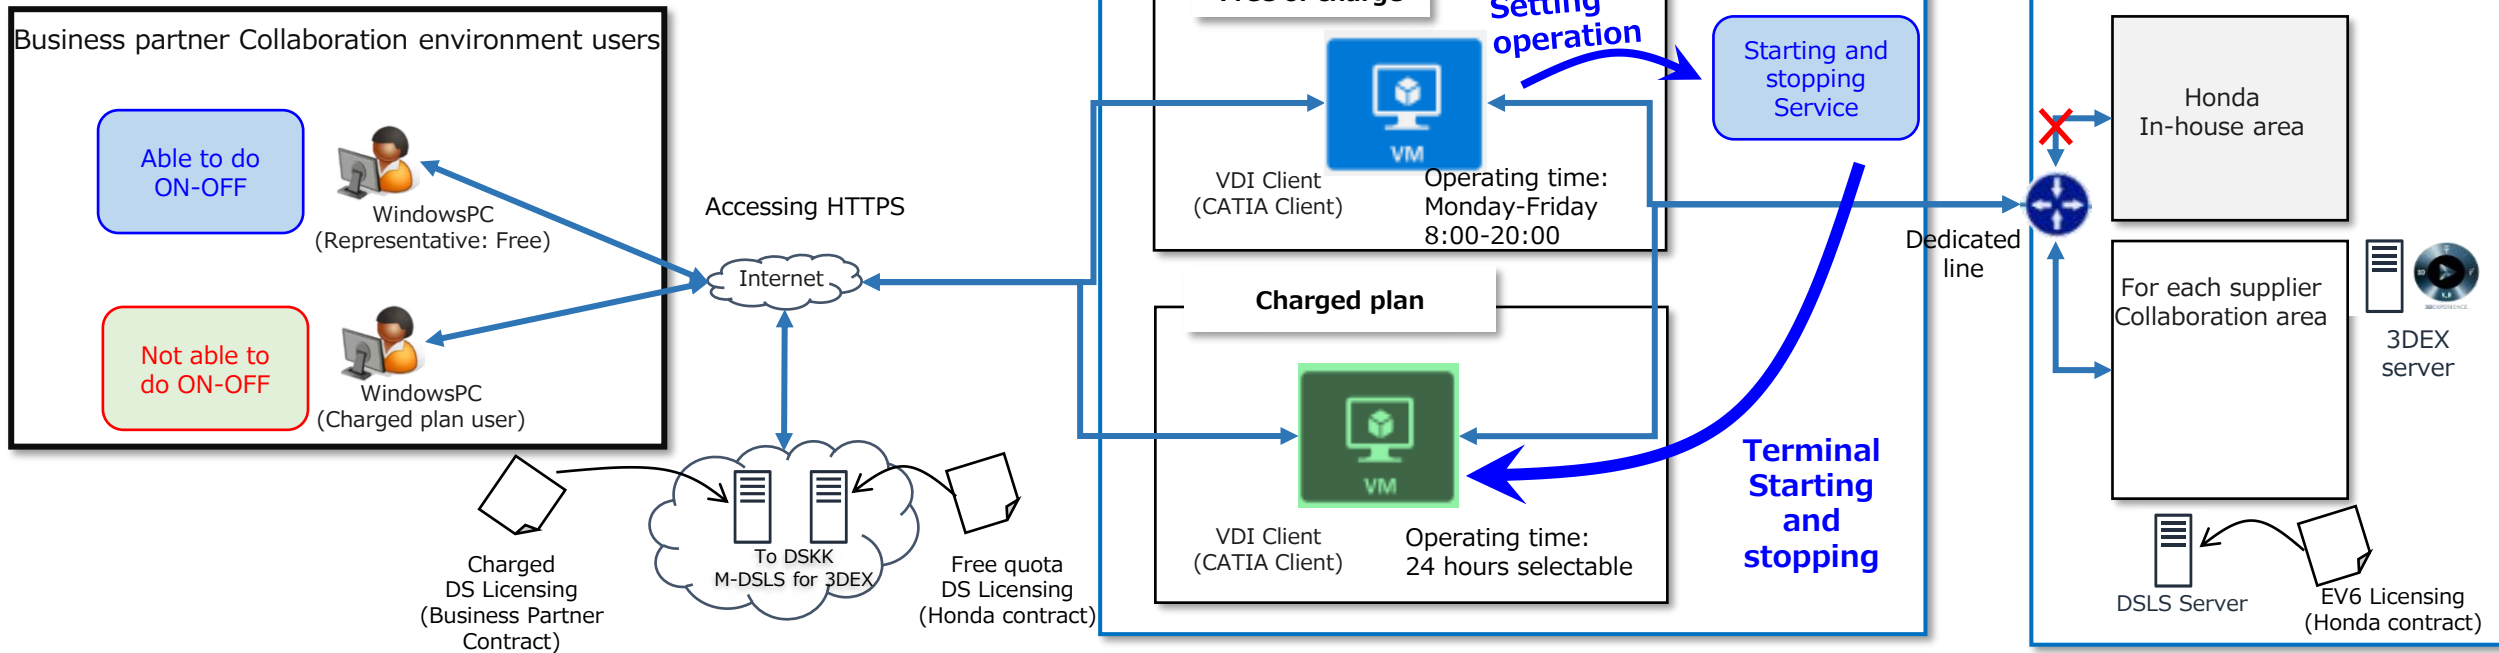 Business partner Collaboration environment users
Able to do
ON-OFF
WindowsPC
(Representative: Free)
Not able to
do ON-OFF
WindowsPC
(Charged plan user)
Accessing HTTPS
Internet
Charged
DS Licensing
(Business Partner
Contract)
To DSKK
M-DSLS for 3DEX
Free quota
DS Licensing
(Honda contract)
Free of charge
VM
VDI Client
(CATIA Client)
Operating time:
Monday-Friday
8:00-20:00
Setting
operation
Starting and
stopping
Service
Charged plan
VM
VDI Client
(CATIA Client)
Operating time:
24 hours selectable
Terminal
Starting
and
stopping
Dedicated
line
Honda
In-house area
For each supplier
Collaboration area
3DEX
server
DSLS Server
EV6 Licensing
(Honda contract)